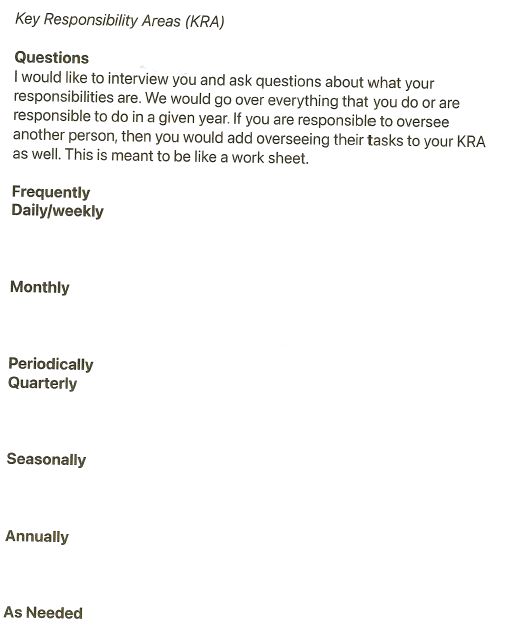 Key Responsibility Areas (KRA)
Questions
I would like to interview you and ask questions about what your
responsibilities are. We would go over everything that you do or are
responsible to do in a given year. If you are responsible to oversee
another person, then you would add overseeing their tasks to your KRA
as well. This is meant to be like a work sheet.
Frequently
Daily/weekly
Monthly
Periodically
Quarterly
Seasonally
Annually
As Needed